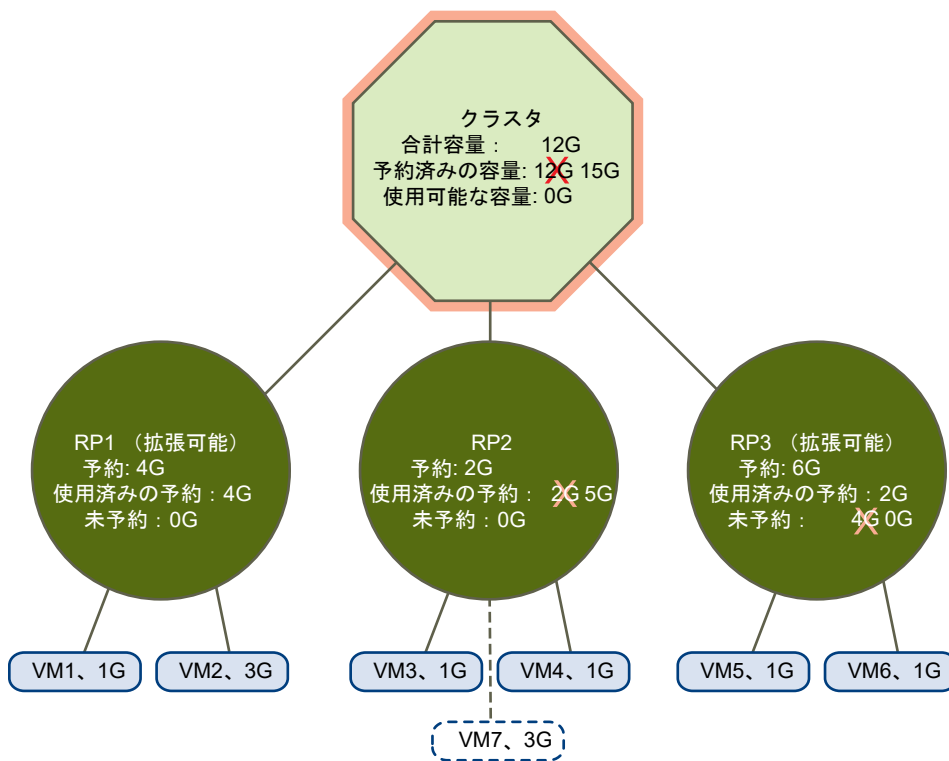 クラスタ
合計容量： 12G
予約済みの容量: 12G X 15G
使用可能な容量: 0G
RP1 （拡張可能）
予約: 4G
使用済みの予約：4G
未予約：0G
RP2
予約: 2G
使用済みの予約： 2G X 5G
未予約：0G
RP3 （拡張可能）
予約: 6G
使用済みの予約：2G
未予約： 4G X 0G
VM1、1G
VM2、3G
VM3、1G
VM4、1G
VM5、1G
VM6、1G
VM7、3G